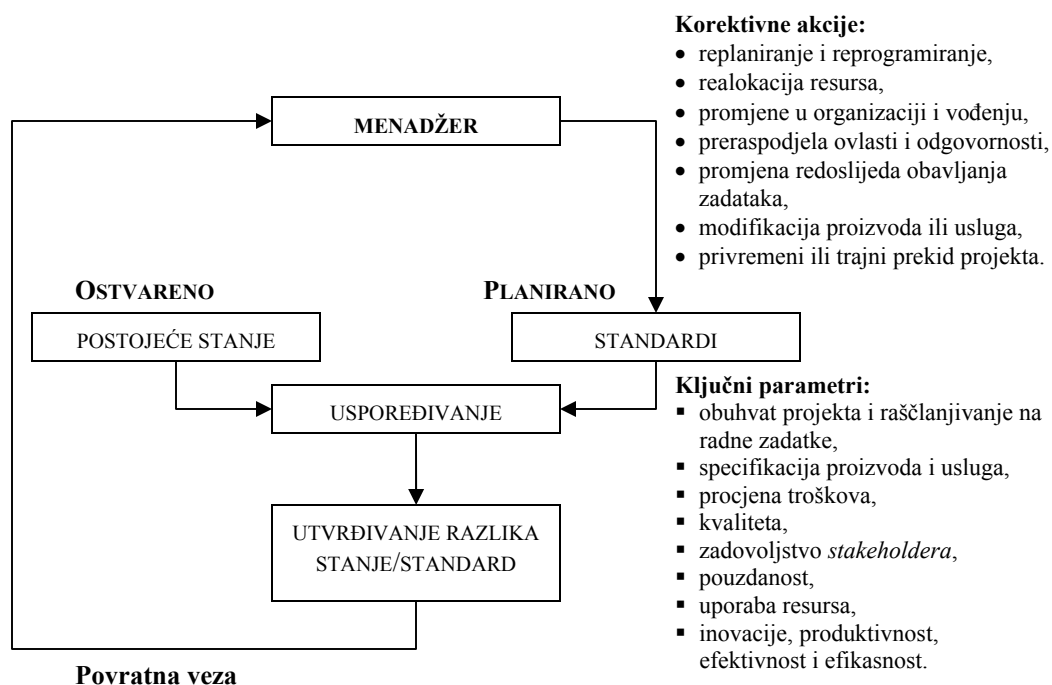 Korektivne akcije:
• replaniranje i reprogramiranje,
• realokacija resursa,
• promjene u organizaciji i vođenju,
• preraspodjela ovlasti i odgovornosti,
• promjena redoslijeda obavljanja
zadataka,
• modifikacija proizvoda ili usluga,
• privremeni ili trajni prekid projekta.
MENADŽER
OSTVARENO
PLANIRANO
POSTOJEĆE STANJE
STANDARDI
USPOREĐIVANJE
UTVRĐIVANJE RAZLIKA
STANJE/STANDARD
Ključni parametri:
▪ obuhvat projekta i raščlanjivanje na
radne zadatke,
▪ specifikacija proizvoda i usluga,
▪ procjena troškova,
▪ kvaliteta,
▪ zadovoljstvo stakeholdera,
▪ pouzdanost,
▪ uporaba resursa,
▪ inovacije, produktivnost,
efektivnost i efikasnost.
Povratna veza